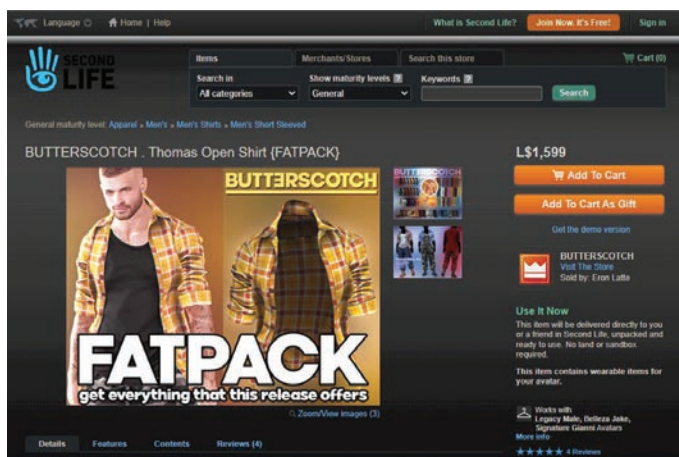 Language
Home | Help
What is Second Life?
Join Now. It's Free!
Sign in
SECOND
LIFE
Items
Merchants/Stores
Search this store
Cart (0)
Search in
Show maturity levels ?
Keywords ?
All categories
General
Search
General maturity level: Apparel » Men's » Men's Shirts » Men's Short Sleeved
BUTTERSCOTCH . Thomas Open Shirt {FATPACK}
L$1,599
BUTTERSCOTCH
FATPACK
get everything that this release offers
Add To Cart
Add To Cart As Gift
Get the demo version
BUTTERSCOTCH
Visit The Store
Sold by: Eron Latte
Use It Now
This item will be delivered directly to you
or a friend in Second Life, unpacked and
ready to use. No land or sandbox
required.
This item contains wearable items for
your avatar.
Zoom/View Images (3)
Works with
Legacy Male, Belleza Jake,
Signature Gianni Avatars
More info
4 Reviews
Details
Features
Contents
Reviews (4)